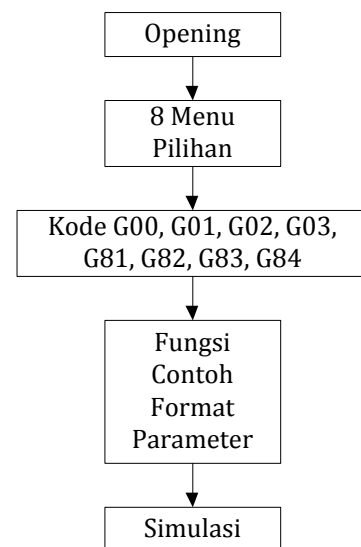 Opening
8 Menu
Pilihan
Kode G00, G01, G02, G03,
G81, G82, G83, G84
Fungsi
Contoh
Format
Parameter
Simulasi